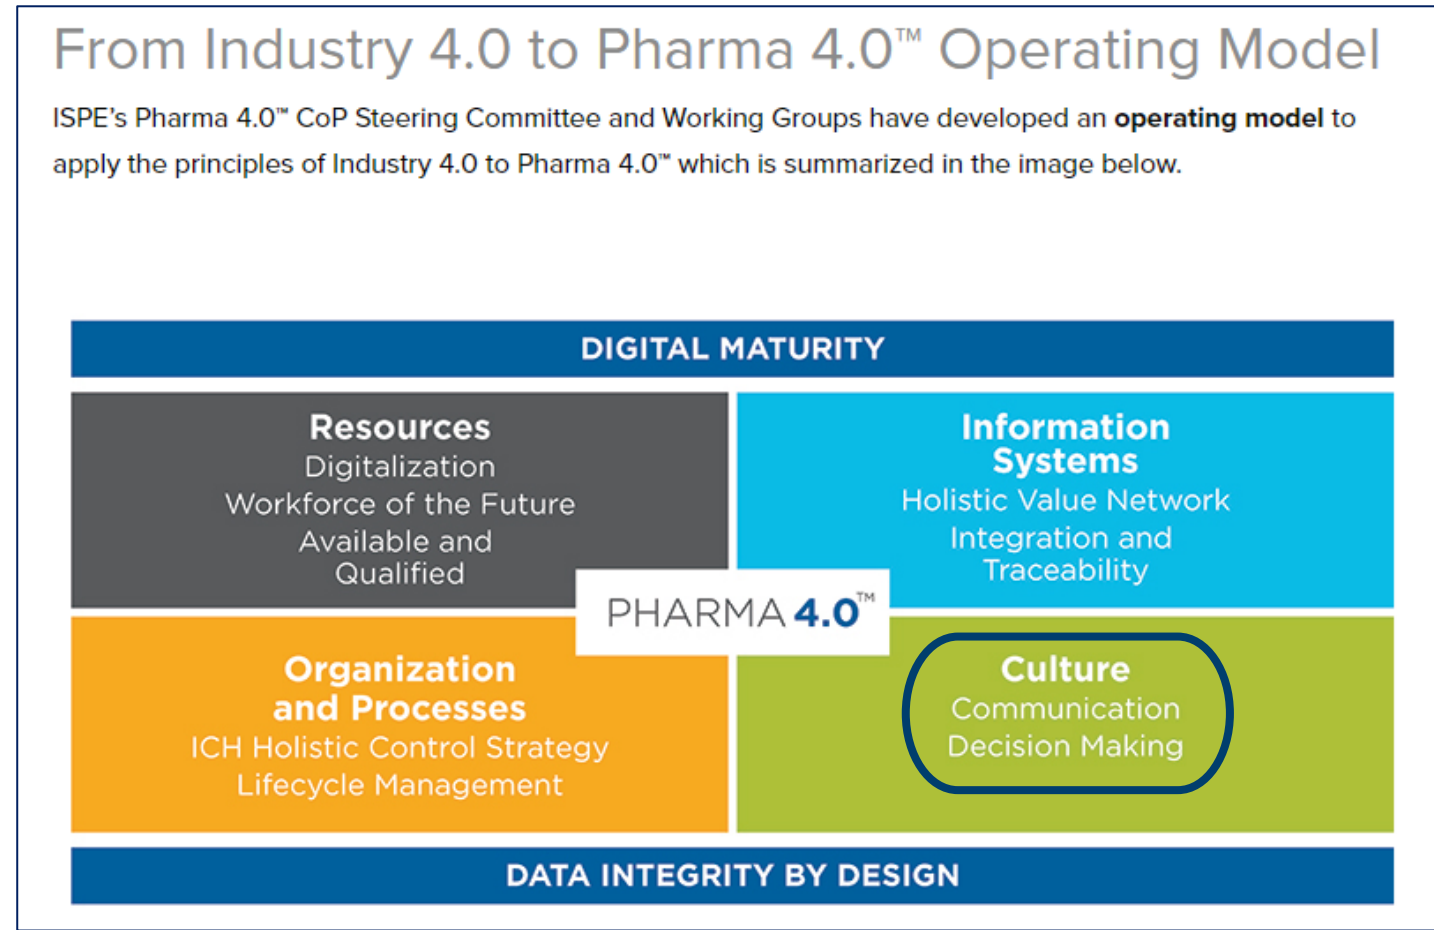 From Industry 4.0 to Pharma 4.0™ Operating Model
ISPE's Pharma 4.0™ CoP Steering Committee and Working Groups have developed an operating model to
apply the principles of Industry 4.0 to Pharma 4.0™ which is summarized in the image below.
DIGITAL MATURITY
Resources
Digitalization
Workforce of the Future
Available and
Qualified
Information
Systems
Holistic Value Network
Integration and
Traceability
PHARMA 4.0™
Organization
and Processes
ICH Holistic Control Strategy
Lifecycle Management
Culture
Communication
Decision Making
DATA INTEGRITY BY DESIGN